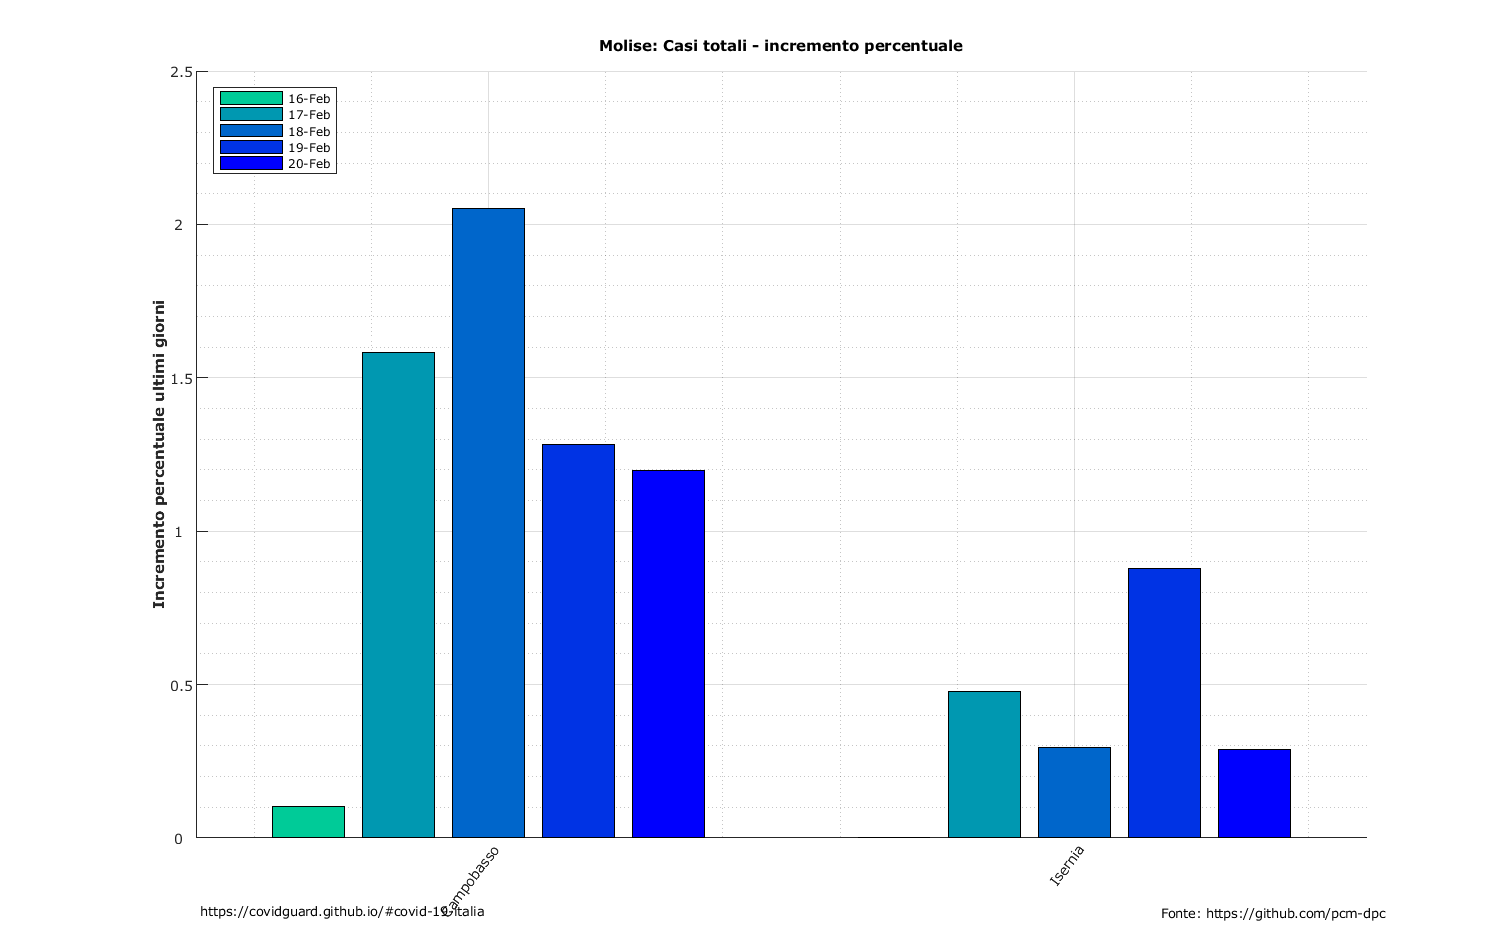 Molise: Casi totali - incremento percentuale
2.5
2
1.5
1
0.5
0
Incremento percentuale ultimi giorni
16-Feb
17-Feb
18-Feb
19-Feb
20-Feb
Campobasso
Isernia
https://covidguard.github.io/#covid-19-italia
Fonte: https://github.com/pcm-dpc